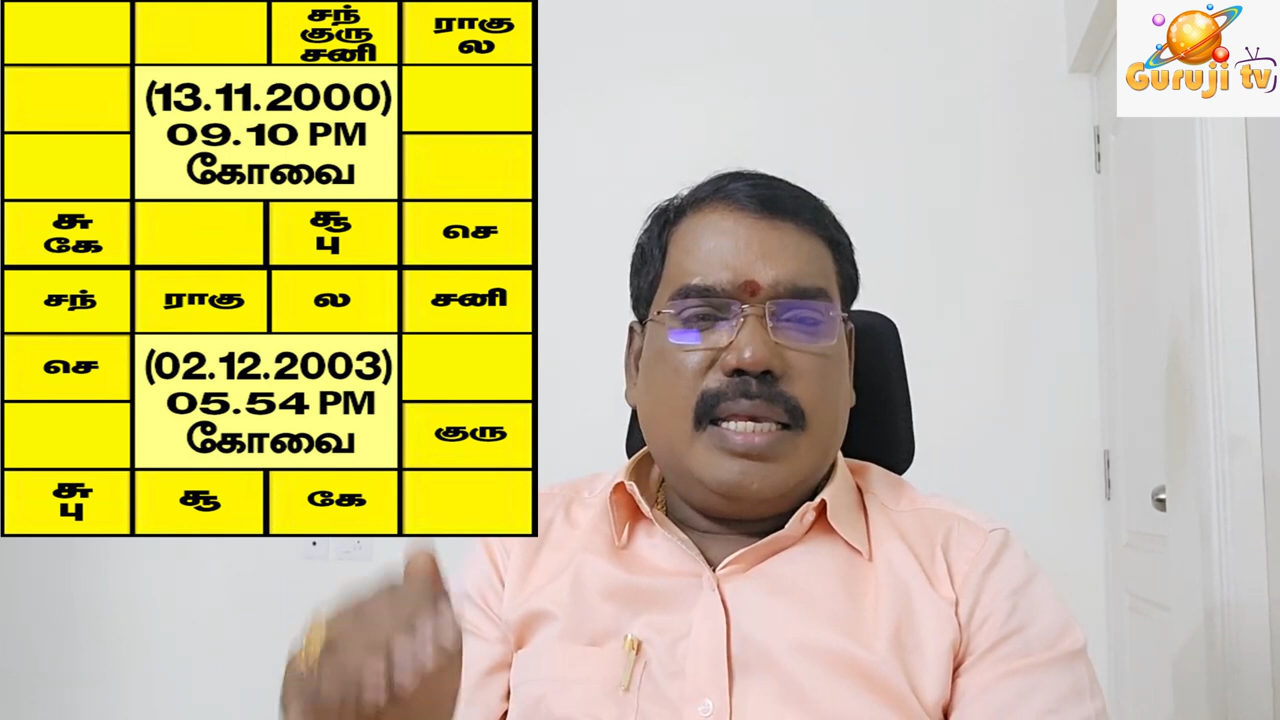 சந்
குரு
சனி
ராகு
ல
(13.11.2000)
09.10 PM
கோவை
சு
கே
சூ
பு
செ
சந்
ராகு
ல
சனி
செ
(02.12.2003)
05.54 PM
கோவை
குரு
சு
பு
சூ
கே
Guruji tv